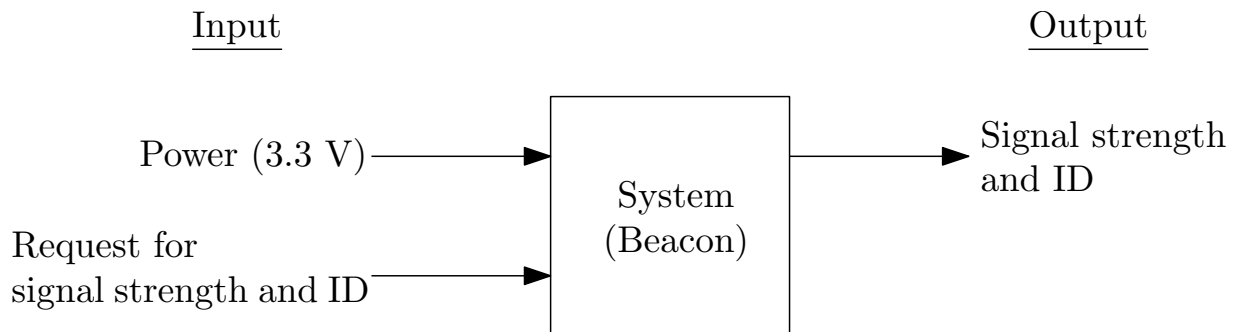 Input
Output
Power (3.3 V)
Signal strength
and ID
System
(Beacon)
Request for
signal strength and ID